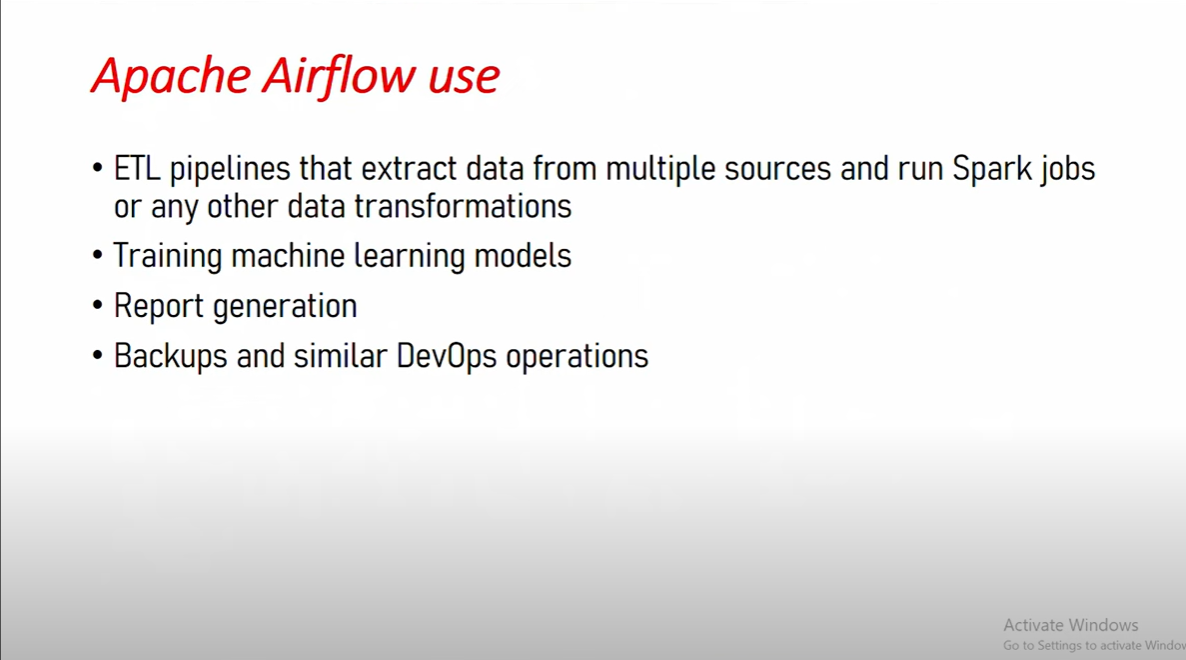 Apache Airflow use
• ETL pipelines that extract data from multiple sources and run Spark jobs
or any other data transformations
• Training machine learning models
• Report generation
• Backups and similar DevOps operations
Activate Windows
Go to Settings to activate Window